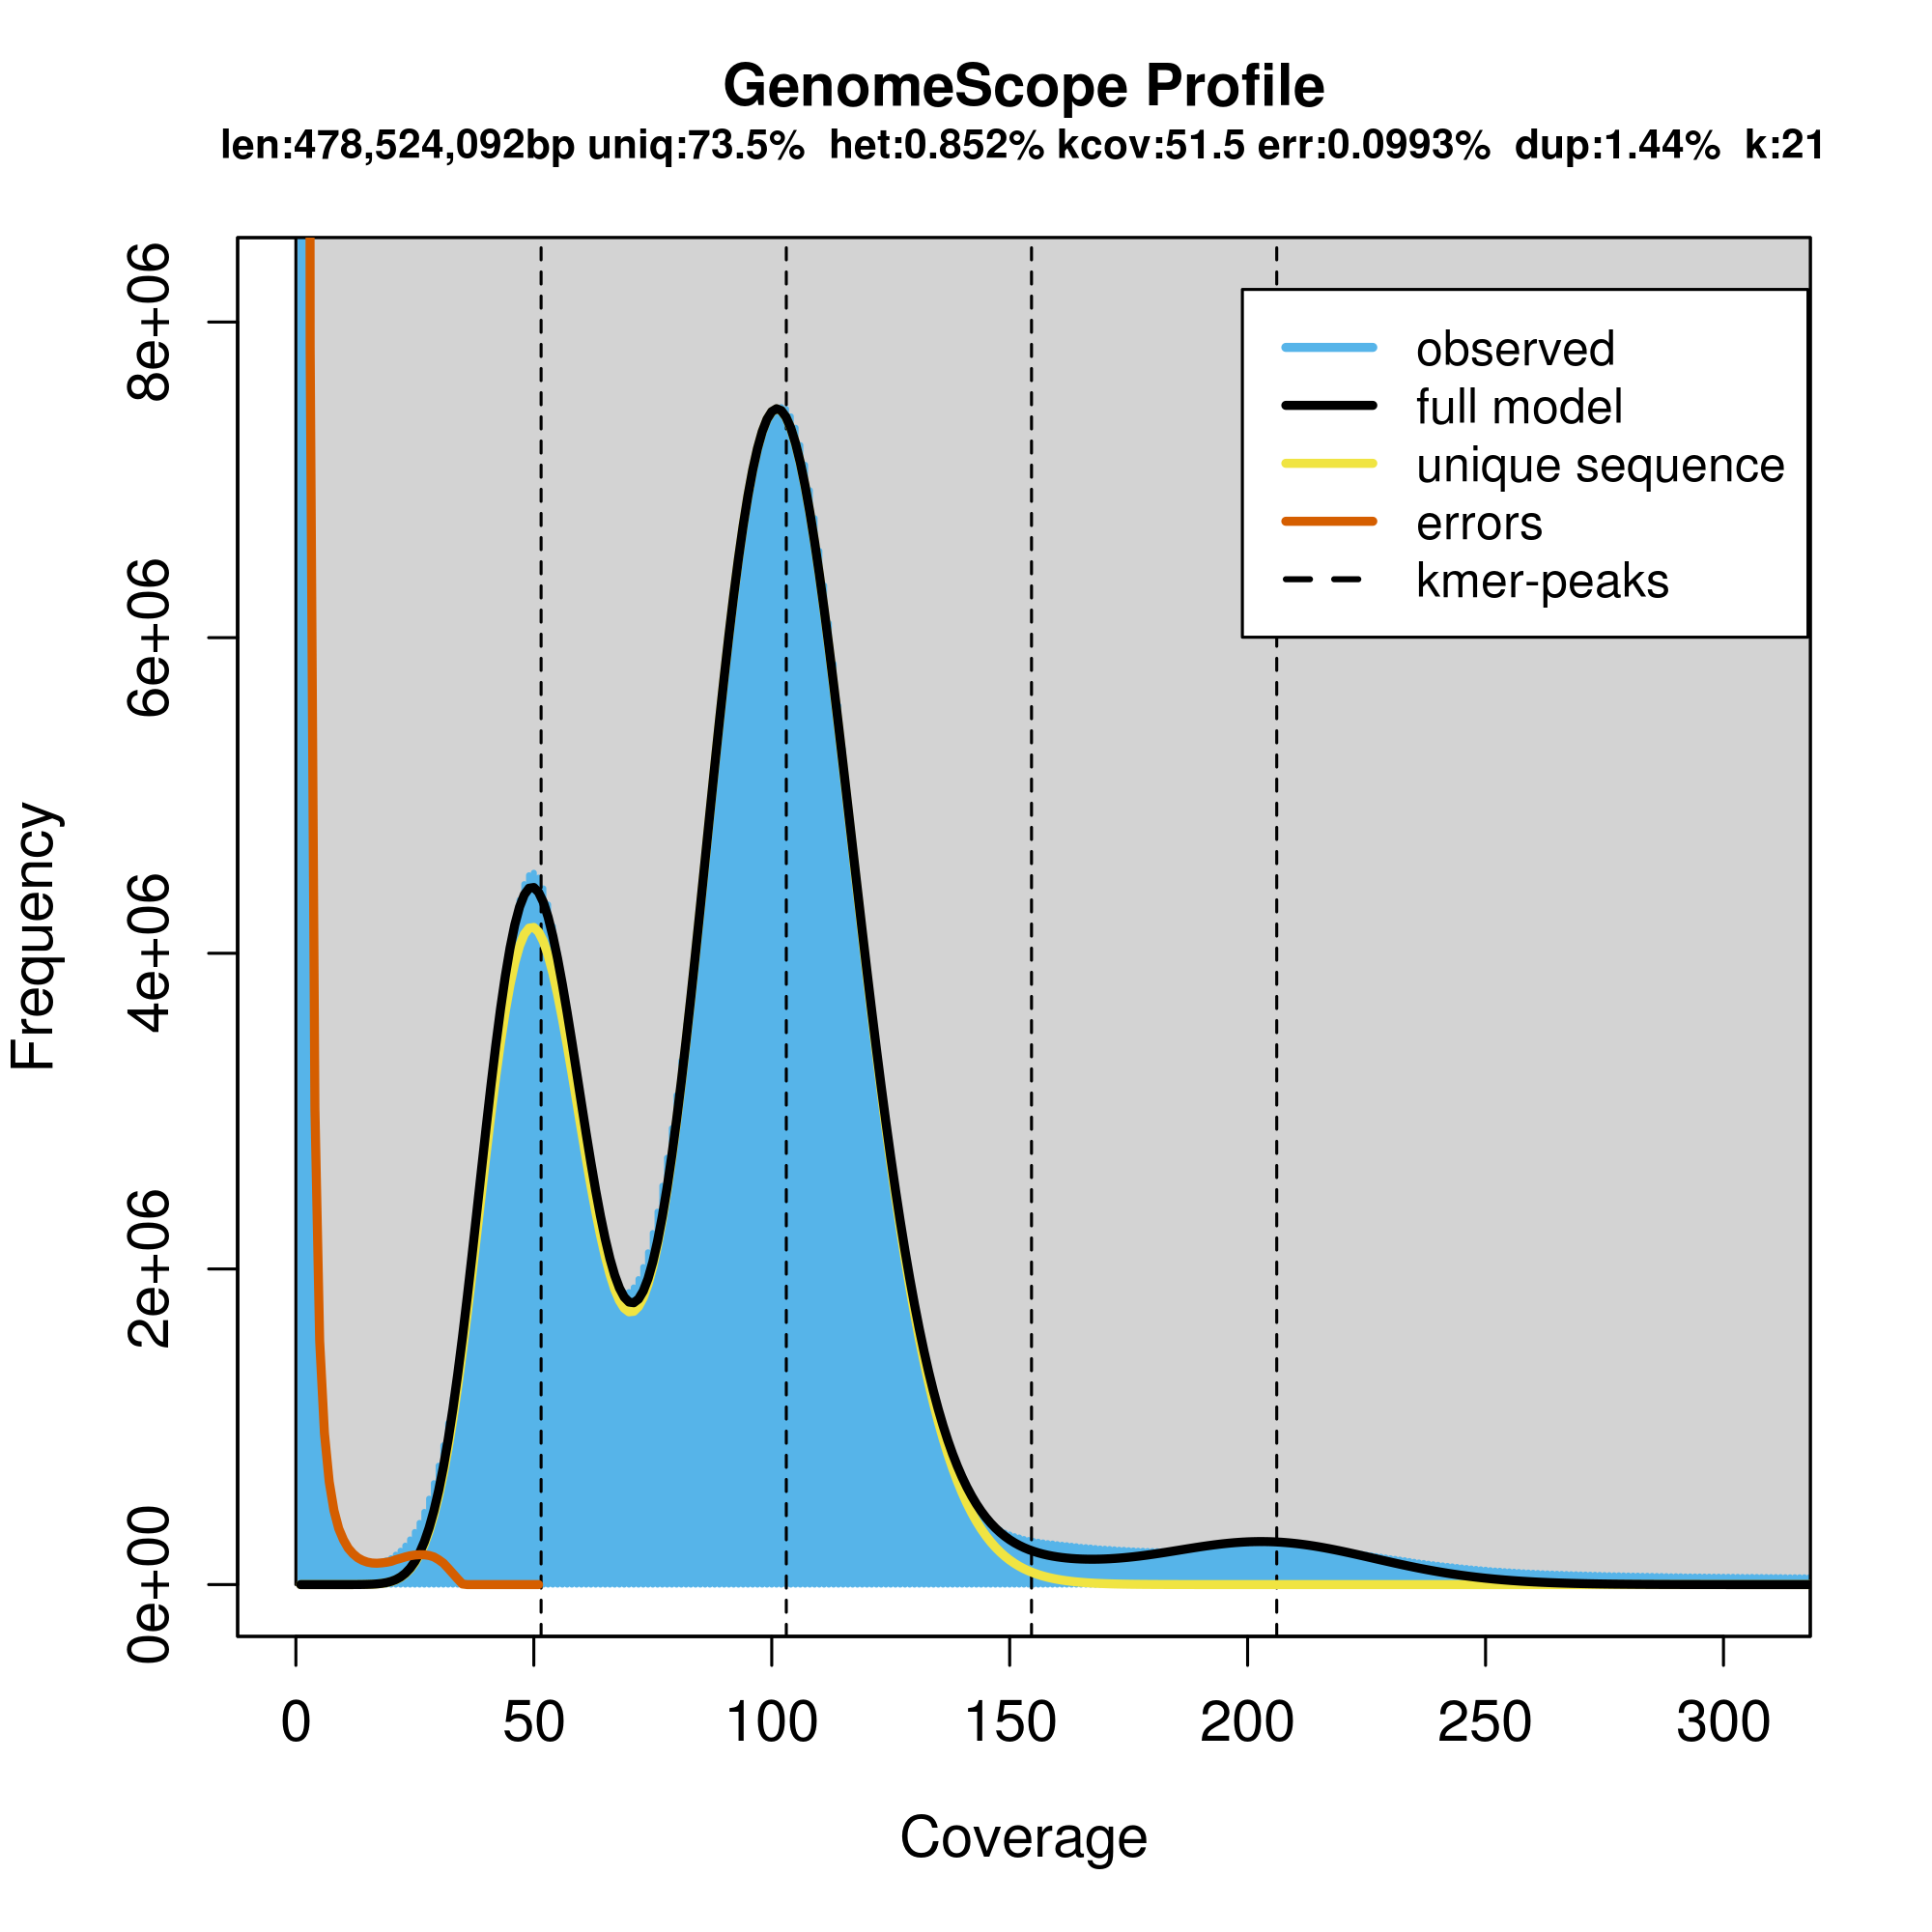 GenomeScope Profile
len:478,524,092bp uniq:73.5% het:0.852% kcov:51.5 err:0.0993% dup:1.44% k:21
observed
full model
unique sequence
errors
kmer-peaks
Frequency
8e+06
6e+06
4e+06
2e+06
0e+00
0 50 100 150 200 250 300
Coverage